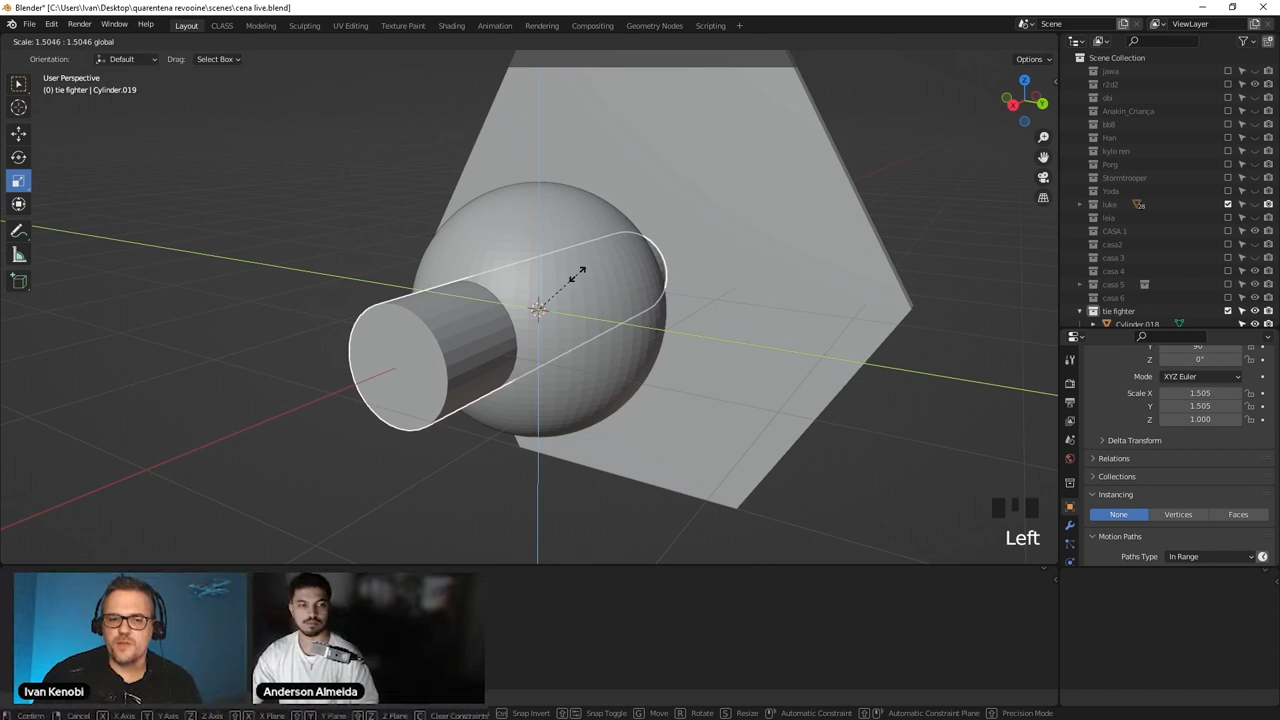 Blender* [C:\Users\Ivan\Desktop\quarentena revooine\scenes\cena live.blend]
File Edit Render Window Help Layout CLASS Modeling Sculpting UV Editing Texture Paint Shading Animation Rendering Compositing Geometry Nodes Scripting Scene ViewLayer
Scale: 1.5046 : 1.5046 global
Orientation: Default Drag: Select Box Options
User Perspective
(0) tie fighter | Cylinder.019
Z
Y
X
Scene Collection
jawa
r2d2
obi
Anakin_Criança
bb8
Han
kylo ren
Porg
Stormtrooper
Yoda
luke 28
leia
CASA 1
casa2
casa 3
casa 4
casa 5
casa 6
tie fighter
Cylinder.018
Y 90°
Z 0°
Mode XYZ Euler
Scale X 1.505
Y 1.505
Z 1.000
Delta Transform
Relations
Collections
Instancing
None Vertices Faces
Motion Paths
Paths Type In Range
Left
Ivan Kenobi
Anderson Almeida
Confirm Cancel X X Axis Y Y Axis Z Z Axis X X Plane Y Y Plane Z Z Plane C Clear Constraints Ctrl Snap Invert Snap Toggle G Move R Rotate S Resize Automatic Constraint Automatic Constraint Plane Precision Mode